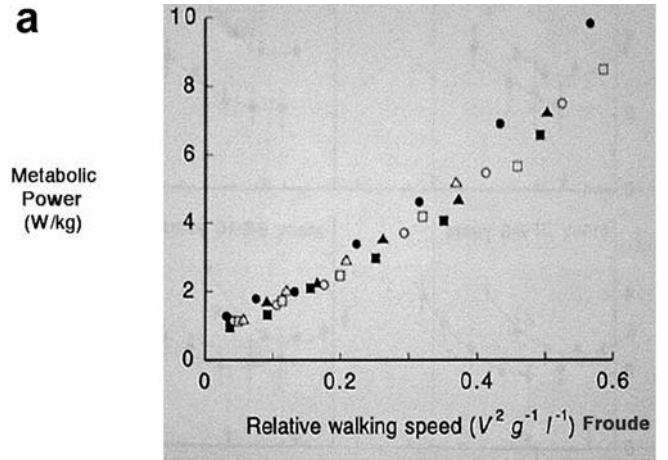 a
10
8
6
4
2
0
Metabolic
Power
(W/kg)
0 0.2 0.4 0.6
Relative walking speed (V² g⁻¹ l⁻¹) Froude